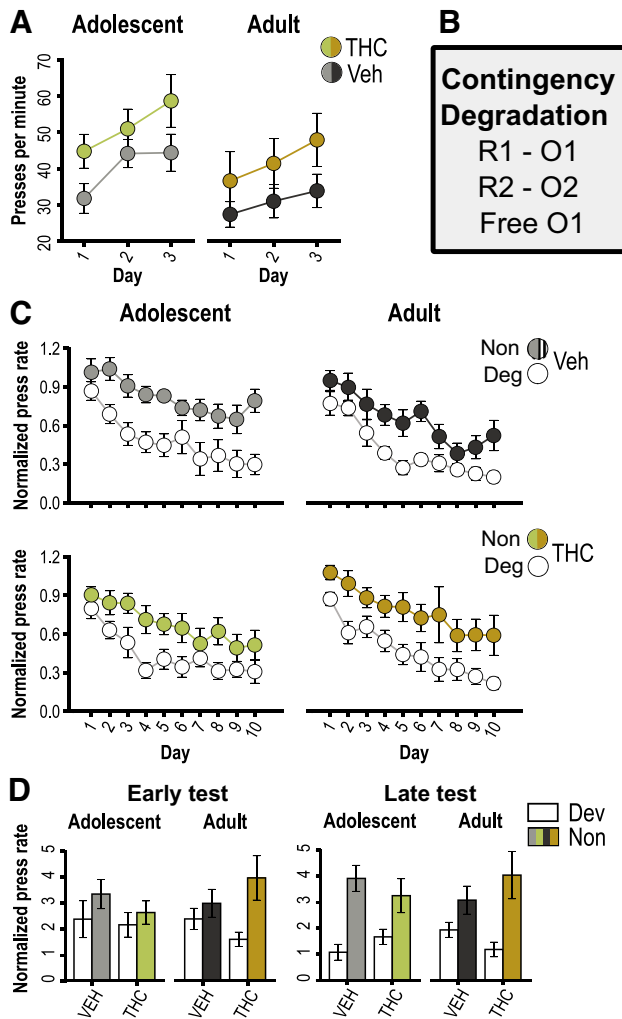 A
Adolescent
Adult
THC
Veh
Presses per minute
70
60
50
40
30
20
1 2 3
Day
1 2 3
Day
B
Contingency
Degradation
R1 - O1
R2 - O2
Free O1
C
Adolescent
Adult
Non
Deg
Veh
Normalized press rate
1.2
0.9
0.6
0.3
0.0
Normalized press rate
Non
Deg
THC
Normalized press rate
1.2
0.9
0.6
0.3
0.0
1 2 3 4 5 6 7 8 9 10
Day
Normalized press rate
1 2 3 4 5 6 7 8 9 10
Day
D
Early test
Late test
Adolescent
Adult
Adolescent
Adult
Dev
Non
Normalized press rate
5
4
3
2
1
0
VEH THC
VEH THC
5
4
3
2
1
0
VEH THC
VEH THC